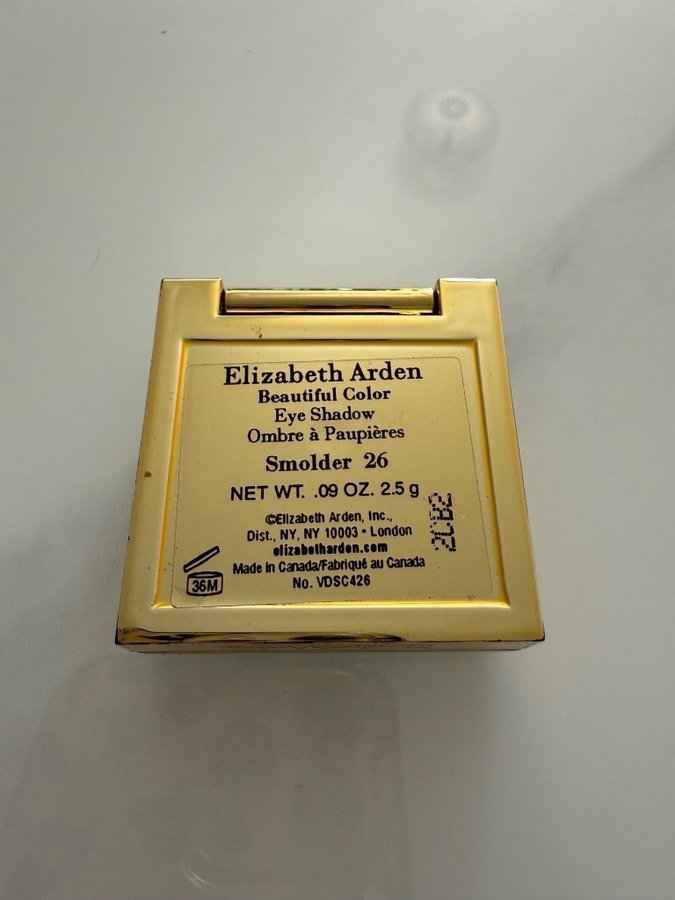 Elizabeth Arden
Beautiful Color
Eye Shadow
Ombre à Paupières
Smolder 26
NET WT. .09 OZ. 2.5 g
©Elizabeth Arden, Inc.,
Dist., NY, NY 10003 • London
elizabetharden.com
Made In Canada/Fabriqué au Canada
No. VDSC426
36M
2CB2